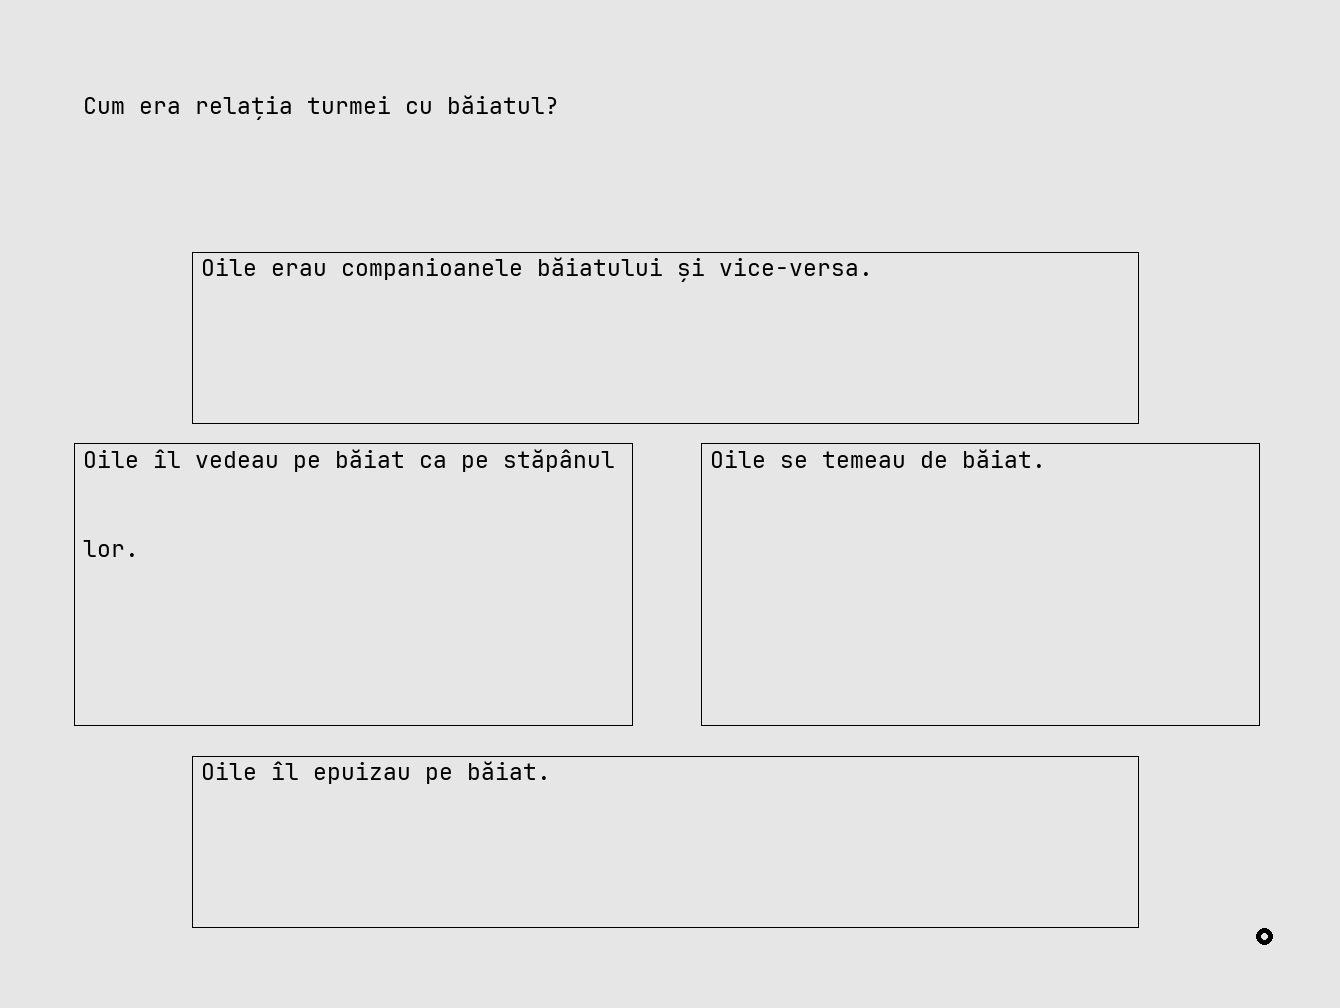 Cum era relația turmei cu băiatul?
Oile erau companioanele băiatului și vice-versa.
Oile îl vedeau pe băiat ca pe stăpânul
lor.
Oile se temeau de băiat.
Oile îl epuizau pe băiat.